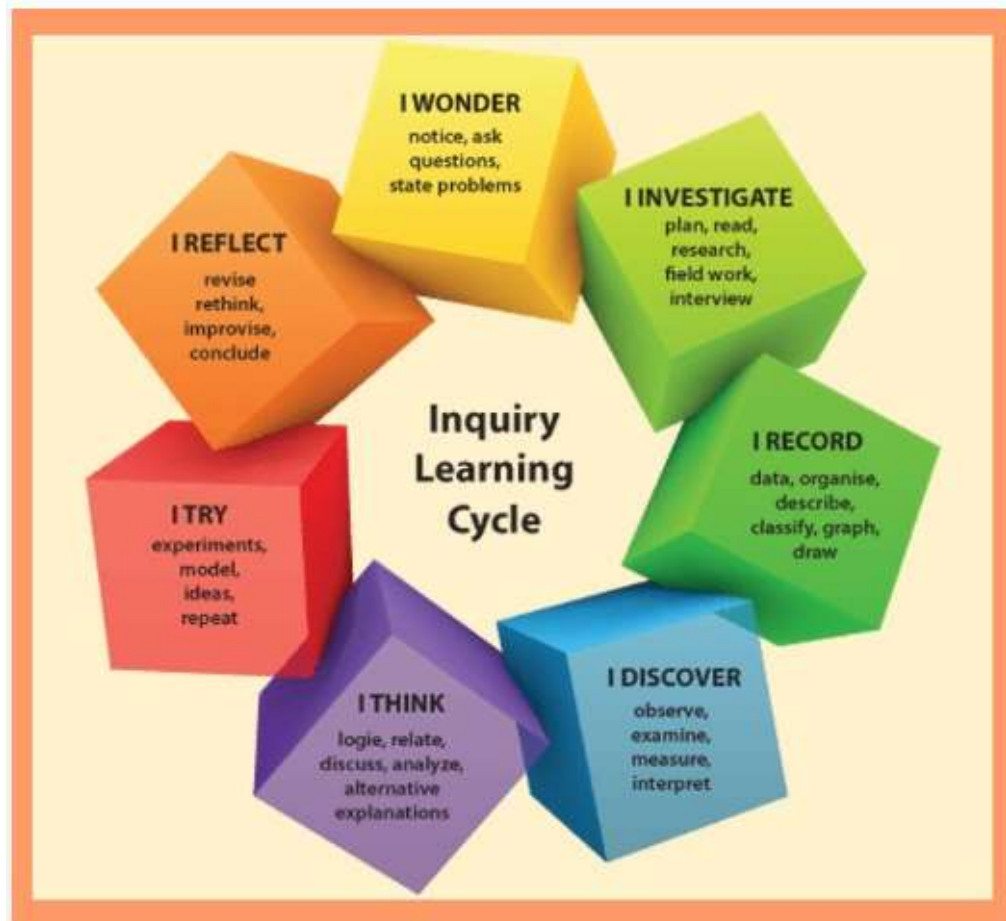 I WONDER
notice, ask
questions,
state problems
I INVESTIGATE
plan, read,
research,
field work,
interview
I RECORD
data, organise,
describe,
classify, graph,
draw
I DISCOVER
observe,
examine,
measure,
interpret
I THINK
logie, relate,
discuss, analyze,
alternative
explanations
I TRY
experiments,
model,
ideas,
repeat
I REFLECT
revise
rethink,
improvise,
conclude
Inquiry
Learning
Cycle